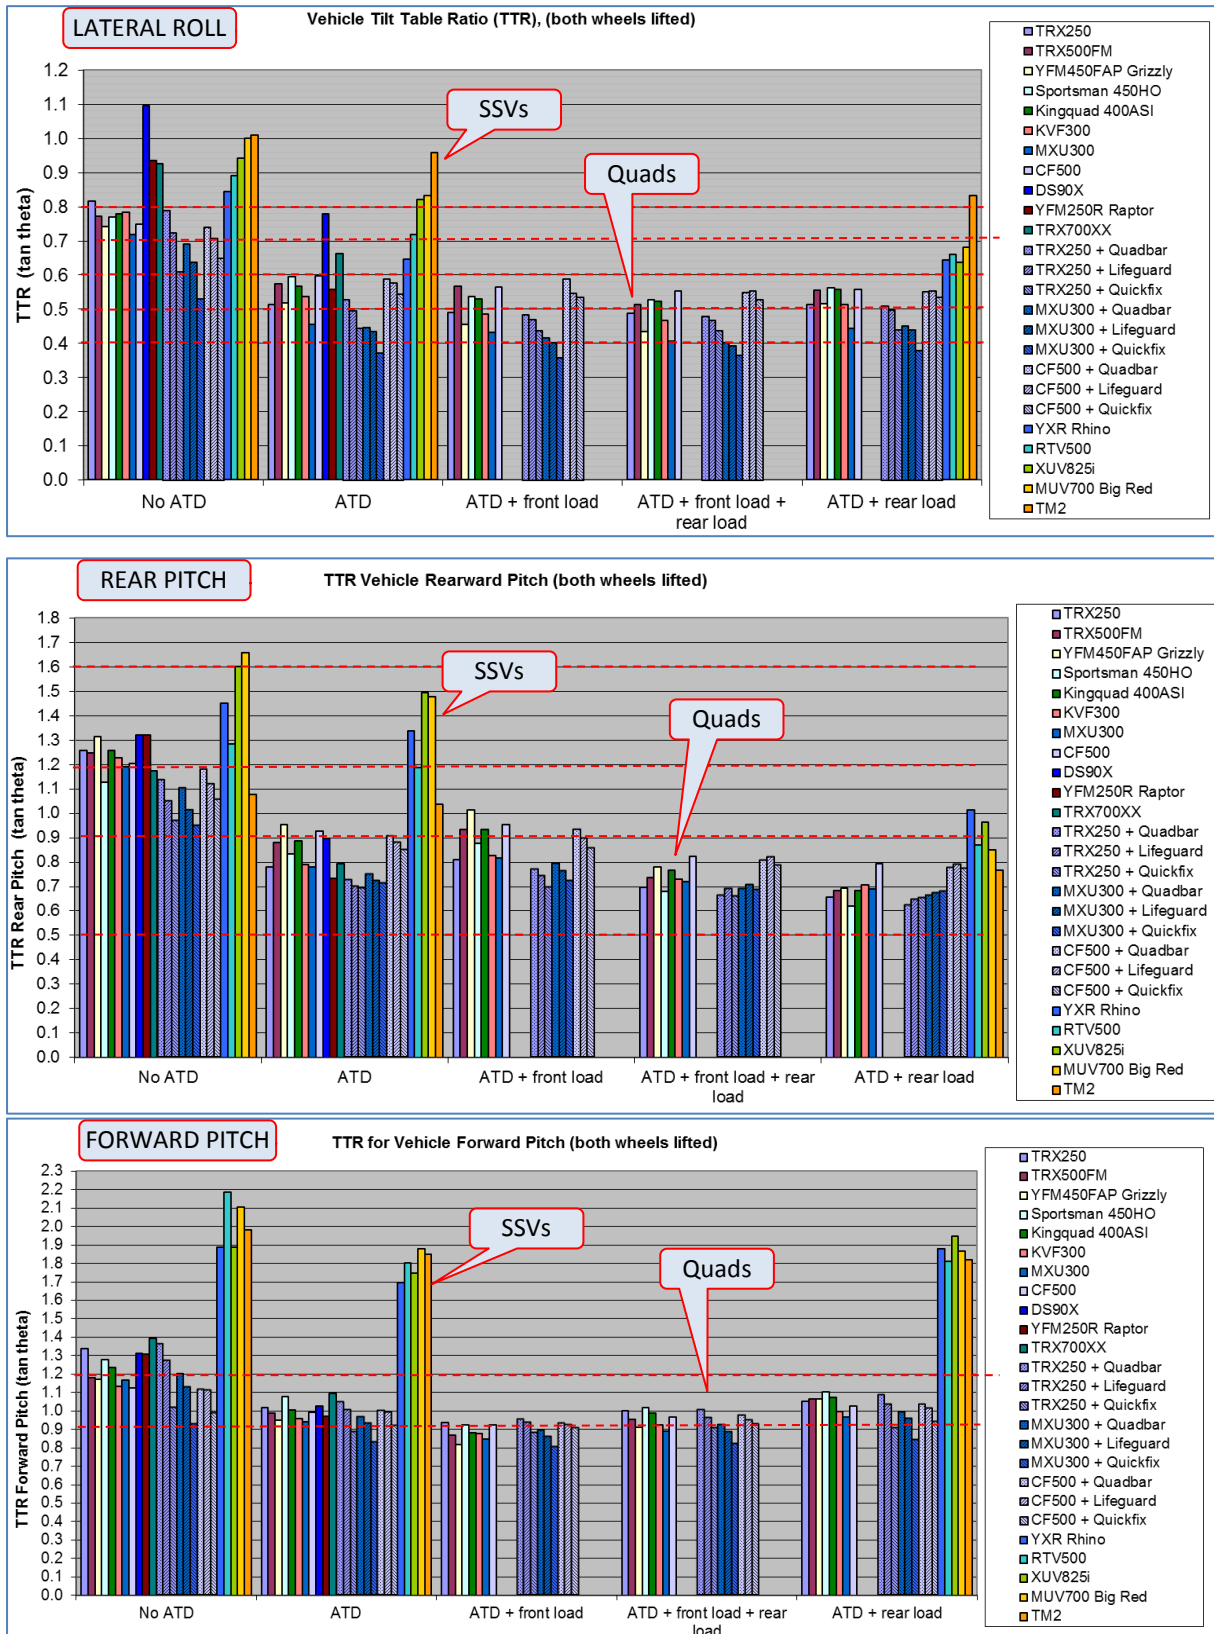 LATERAL ROLL
Vehicle Tilt Table Ratio (TTR), (both wheels lifted)
TTR (tan theta)
1.2
1.1
1.0
0.9
0.8
0.7
0.6
0.5
0.4
0.3
0.2
0.1
0.0
SSVs
Quads
No ATD
ATD
ATD + front load
ATD + front load +
rear load
ATD + rear load
TRX250
TRX500FM
YFM450FAP Grizzly
Sportsman 450HO
Kingquad 400ASI
KVF300
MXU300
CF500
DS90X
YFM250R Raptor
TRX700XX
TRX250 + Quadbar
TRX250 + Lifeguard
TRX250 + Quickfix
MXU300 + Quadbar
MXU300 + Lifeguard
MXU300 + Quickfix
CF500 + Quadbar
CF500 + Lifeguard
CF500 + Quickfix
YXR Rhino
RTV500
XUV825i
MUV700 Big Red
TM2
REAR PITCH
TTR Vehicle Rearward Pitch (both wheels lifted)
TTR Rear Pitch (tan theta)
1.8
1.7
1.6
1.5
1.4
1.3
1.2
1.1
1.0
0.9
0.8
0.7
0.6
0.5
0.4
0.3
0.2
0.1
0.0
SSVs
Quads
No ATD
ATD
ATD + front load
ATD + front load + rear
load
ATD + rear load
TRX250
TRX500FM
YFM450FAP Grizzly
Sportsman 450HO
Kingquad 400ASI
KVF300
MXU300
CF500
DS90X
YFM250R Raptor
TRX700XX
TRX250 + Quadbar
TRX250 + Lifeguard
TRX250 + Quickfix
MXU300 + Quadbar
MXU300 + Lifeguard
MXU300 + Quickfix
CF500 + Quadbar
CF500 + Lifeguard
CF500 + Quickfix
YXR Rhino
RTV500
XUV825i
MUV700 Big Red
TM2
FORWARD PITCH
TTR for Vehicle Forward Pitch (both wheels lifted)
TTR Forward Pitch (tan theta)
2.3
2.2
2.1
2.0
1.9
1.8
1.7
1.6
1.5
1.4
1.3
1.2
1.1
1.0
0.9
0.8
0.7
0.6
0.5
0.4
0.3
0.2
0.1
0.0
SSVs
Quads
No ATD
ATD
ATD + front load
ATD + front load + rear
load
ATD + rear load
TRX250
TRX500FM
YFM450FAP Grizzly
Sportsman 450HO
Kingquad 400ASI
KVF300
MXU300
CF500
DS90X
YFM250R Raptor
TRX700XX
TRX250 + Quadbar
TRX250 + Lifeguard
TRX250 + Quickfix
MXU300 + Quadbar
MXU300 + Lifeguard
MXU300 + Quickfix
CF500 + Quadbar
CF500 + Lifeguard
CF500 + Quickfix
YXR Rhino
RTV500
XUV825i
MUV700 Big Red
TM2